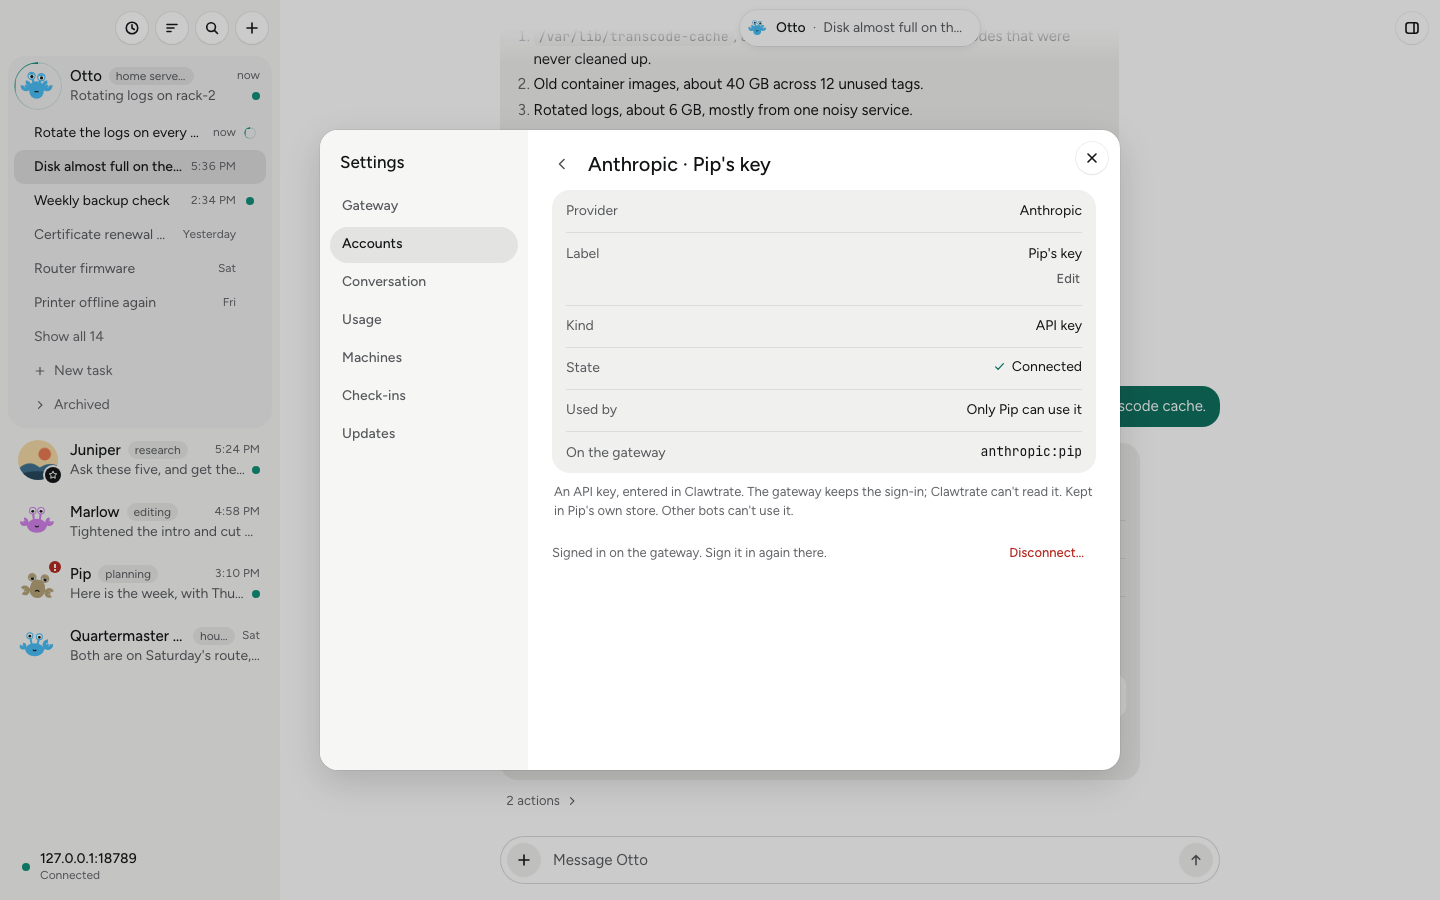 Otto · Disk almost full on th...
Otto home serve... now
Rotating logs on rack-2
Rotate the logs on every ... now
Disk almost full on the... 5:36 PM
Weekly backup check 2:34 PM
Certificate renewal ... Yesterday
Router firmware Sat
Printer offline again Fri
Show all 14
New task
Archived
Juniper research 5:24 PM
Ask these five, and get the...
Marlow editing 4:58 PM
Tightened the intro and cut ...
Pip planning 3:10 PM
Here is the week, with Thu...
Quartermaster ... hou... Sat
Both are on Saturday's route,...
127.0.0.1:18789
Connected
1. /var/lib/transcode-cache, that were
never cleaned up.
2. Old container images, about 40 GB across 12 unused tags.
3. Rotated logs, about 6 GB, mostly from one noisy service.
cache.
Settings
Gateway
Accounts
Conversation
Usage
Machines
Check-ins
Updates
Anthropic · Pip's key
Provider Anthropic
Label Pip's key
Edit
Kind API key
State Connected
Used by Only Pip can use it
On the gateway anthropic:pip
An API key, entered in Clawtrate. The gateway keeps the sign-in; Clawtrate can't read it. Kept
in Pip's own store. Other bots can't use it.
Signed in on the gateway. Sign it in again there. Disconnect...
2 actions
Message Otto